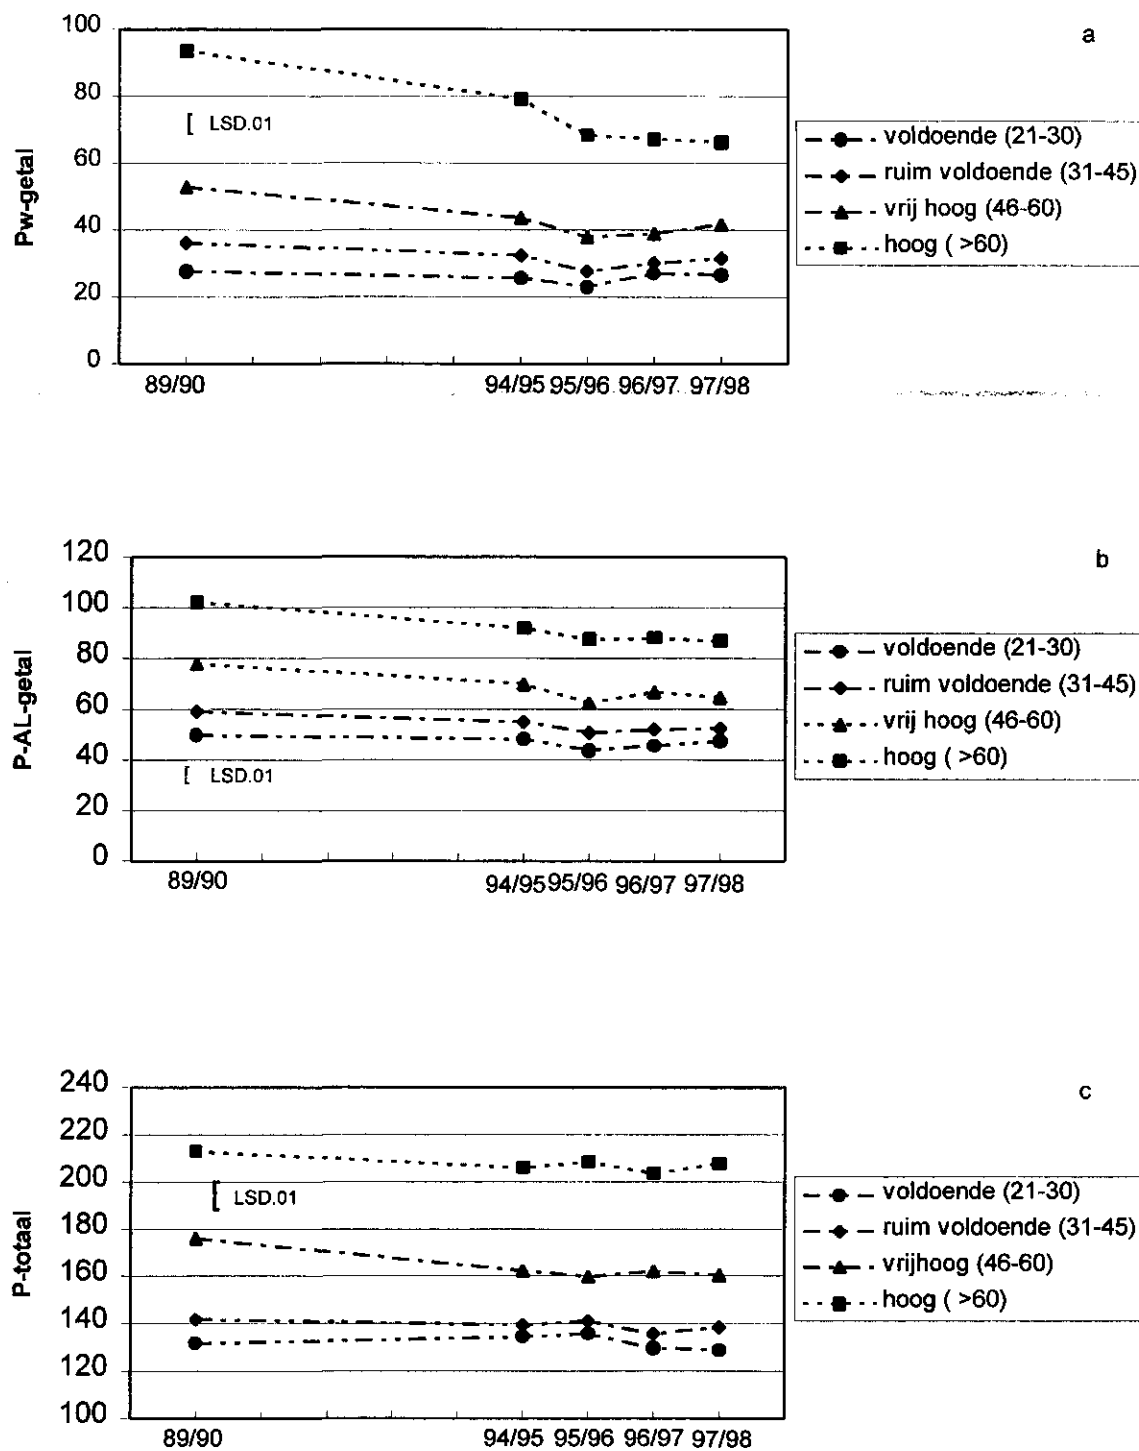 a
100
80
60
40
20
0
Pw-getal
LSD.01
89/90 94/95 95/96 96/97 97/98
voldoende (21-30)
ruim voldoende (31-45)
vrij hoog (46-60)
hoog ( >60)
b
120
100
80
60
40
20
0
P-AL-getal
LSD.01
89/90 94/95 95/96 96/97 97/98
voldoende (21-30)
ruim voldoende (31-45)
vrij hoog (46-60)
hoog ( >60)
c
240
220
200
180
160
140
120
100
P-totaal
LSD.01
89/90 94/95 95/96 96/97 97/98
voldoende (21-30)
ruim voldoende (31-45)
vrijhoog (46-60)
hoog ( >60)